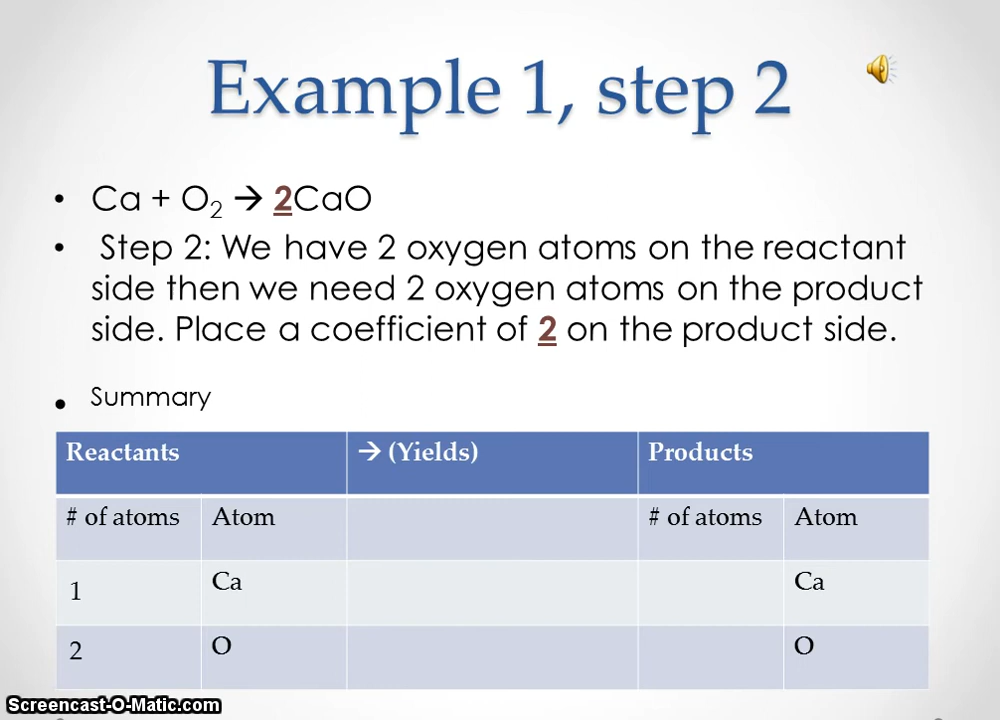 Example 1, step 2
• Ca + O₂ → 2CaO
• Step 2: We have 2 oxygen atoms on the reactant
side then we need 2 oxygen atoms on the product
side. Place a coefficient of 2 on the product side.
• Summary
Reactants → (Yields) Products
# of atoms Atom # of atoms Atom
1 Ca Ca
2 O O
Screencast-O-Matic.com